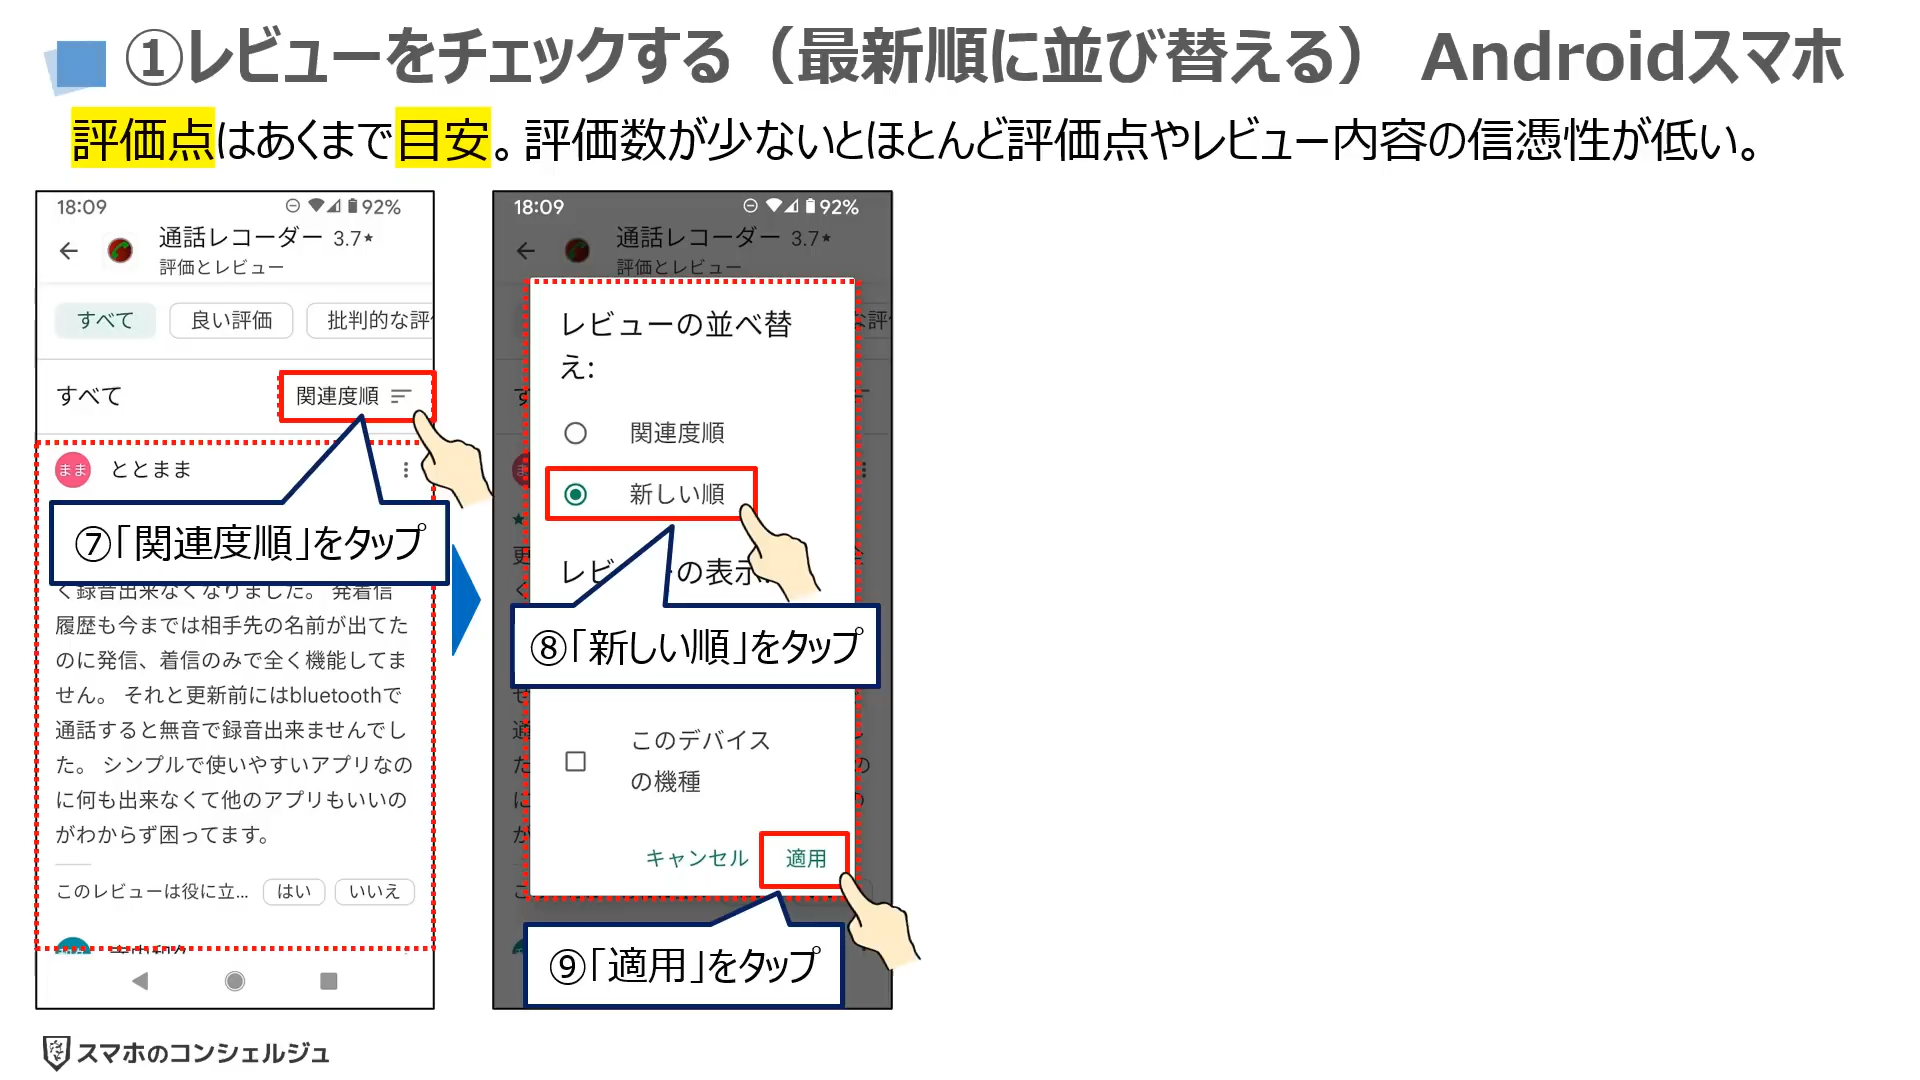 ①レビューをチェックする（最新順に並び替える） Androidスマホ
評価点はあくまで目安。評価数が少ないとほとんど評価点やレビュー内容の信憑性が低い。
18:09 92%
通話レコーダー 3.7★
評価とレビュー
すべて 良い評価 批判的な評
すべて 関連度順
まま ととまま
⑦「関連度順」をタップ
く録音出来なくなりました。 発着信
履歴も今までは相手先の名前が出てた
のに発信、着信のみで全く機能してま
せん。 それと更新前にはbluetoothで
通話すると無音で録音出来ませんでし
た。 シンプルで使いやすいアプリなの
に何も出来なくて他のアプリもいいの
がわからず困ってます。
このレビューは役に立... はい いいえ
18:09 92%
通話レコーダー 3.7★
評価とレビュー
レビューの並べ替
え:
関連度順
新しい順
⑧「新しい順」をタップ
このデバイス
の機種
キャンセル 適用
⑨「適用」をタップ
スマホのコンシェルジュ